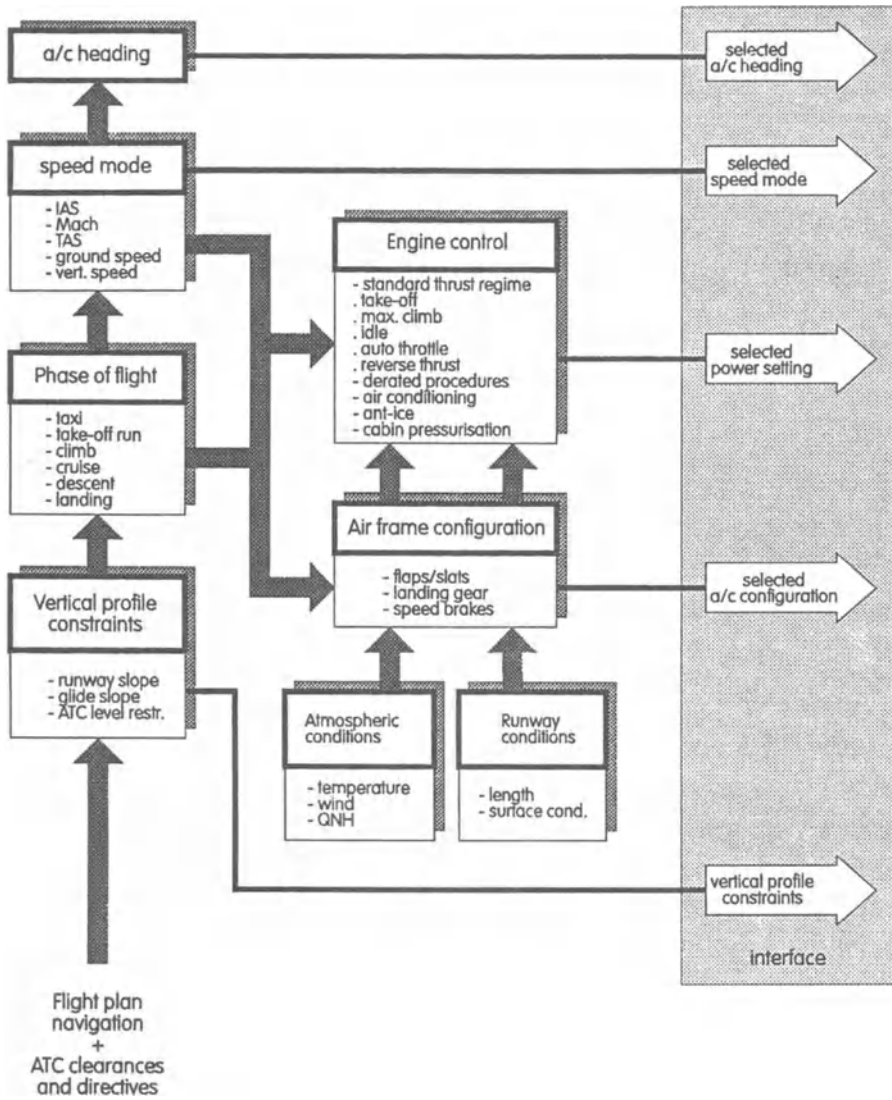 a/c heading
speed mode
- IAS
- Mach
- TAS
- ground speed
- vert. speed
Phase of flight
- taxi
- take-off run
- climb
- cruise
- descent
- landing
Vertical profile
constraints
- runway slope
- glide slope
- ATC level restr.
Flight plan
navigation
+
ATC clearances
and directives
Engine control
- standard thrust regime
. take-off
. max. climb
. idle
. auto throttle
. reverse thrust
- derated procedures
- air conditioning
- ant-ice
- cabin pressurisation
Air frame configuration
- flaps/slats
- landing gear
- speed brakes
Atmospheric
conditions
- temperature
- wind
- QNH
Runway
conditions
- length
- surface cond.
selected
a/c heading
selected
speed mode
selected
power setting
selected
a/c configuration
vertical profile
constraints
interface